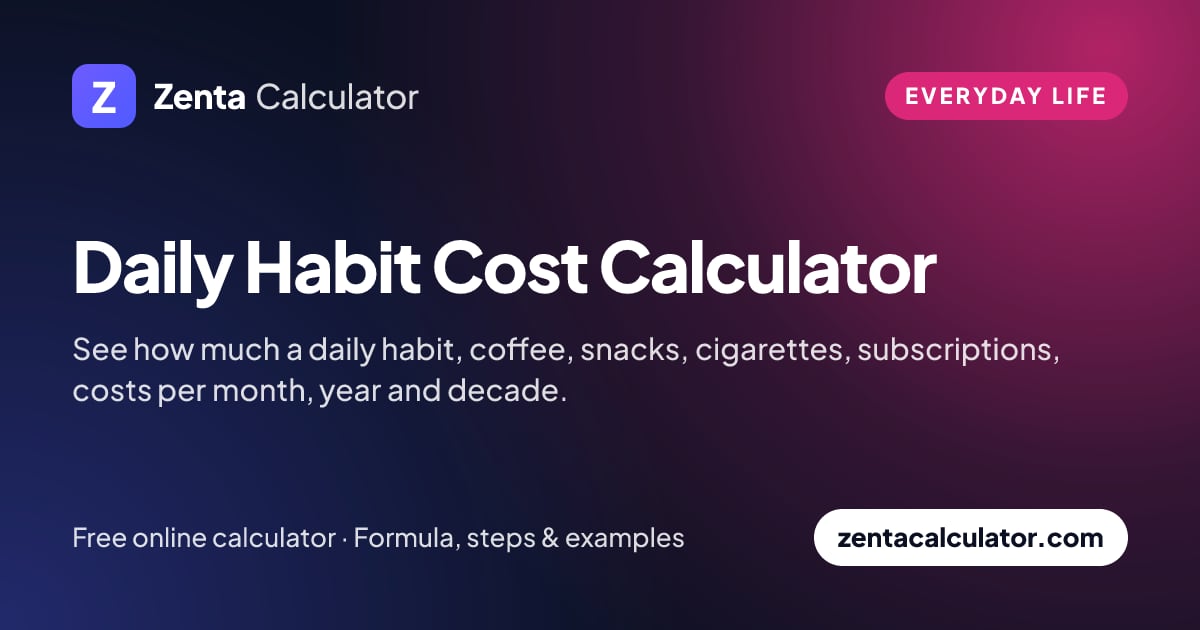 Z
Zenta Calculator
EVERYDAY LIFE
Daily Habit Cost Calculator
See how much a daily habit, coffee, snacks, cigarettes, subscriptions,
costs per month, year and decade.
Free online calculator · Formula, steps & examples
zentacalculator.com